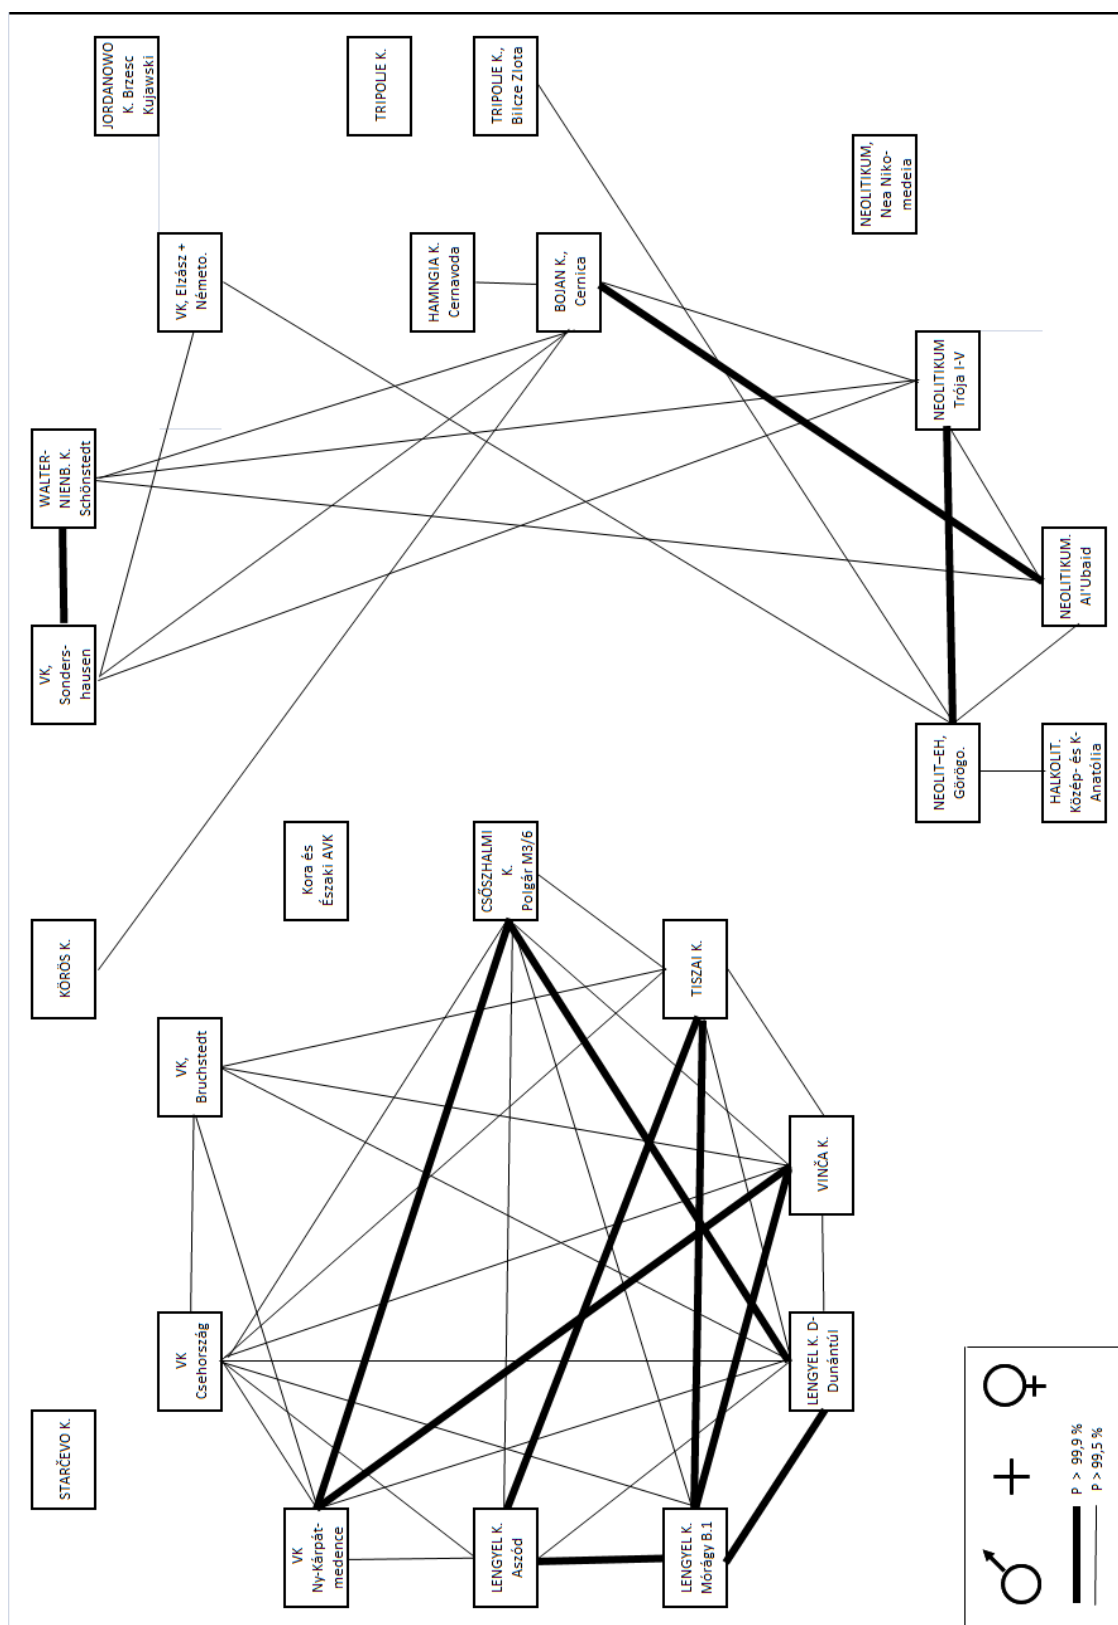 STARČEVO K.
KÖRÖS K.
VK,
Sonders-
hausen
WALTER-
NIENB. K.
Schönstedt
JORDANOWO
K. Brzesc
Kujawski
VK
Csehország
VK,
Bruchstedt
VK, Elzász +
Németo.
VK
Ny-Kárpát-
medence
Kora és
Északi AVK
TRIPOLJE K.
HAMNGIA K.
Cernavoda
LENGYEL K.
Aszód
CSŐSZHALMI
K.
Polgár M3/6
TRIPOLJE K.,
Bilcze Zlota
BOJAN K.,
Cernica
LENGYEL K.
Mórágy B.1
TISZAI K.
LENGYEL K. D-
Dunántúl
VINČA K.
NEOLITIKUM,
Nea Niko-
medeia
NEOLIT–EH,
Görögo.
NEOLITIKUM
Trója I-V
HALKOLIT.
Közép- és K-
Anatólia
NEOLITIKUM.
Al'Ubaid
♂ + ♀
P > 99,9 %
P > 99,5 %